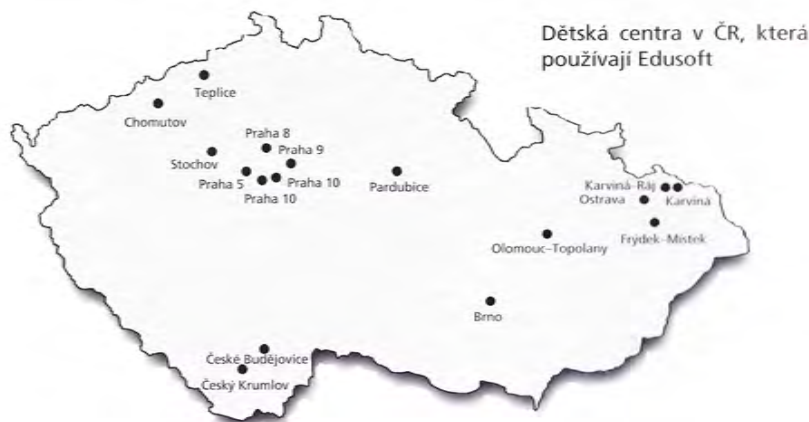 Dětská centra v ČR, která
používají Edusoft
Teplice
Chomutov
Praha 8
Stochov
Praha 9
Praha 5
Praha 10
Praha 10
Pardubice
Karviná-Ráj
Ostrava
Karviná
Frýdek-Místek
Olomouc-Topolany
Brno
České Budějovice
Český Krumlov